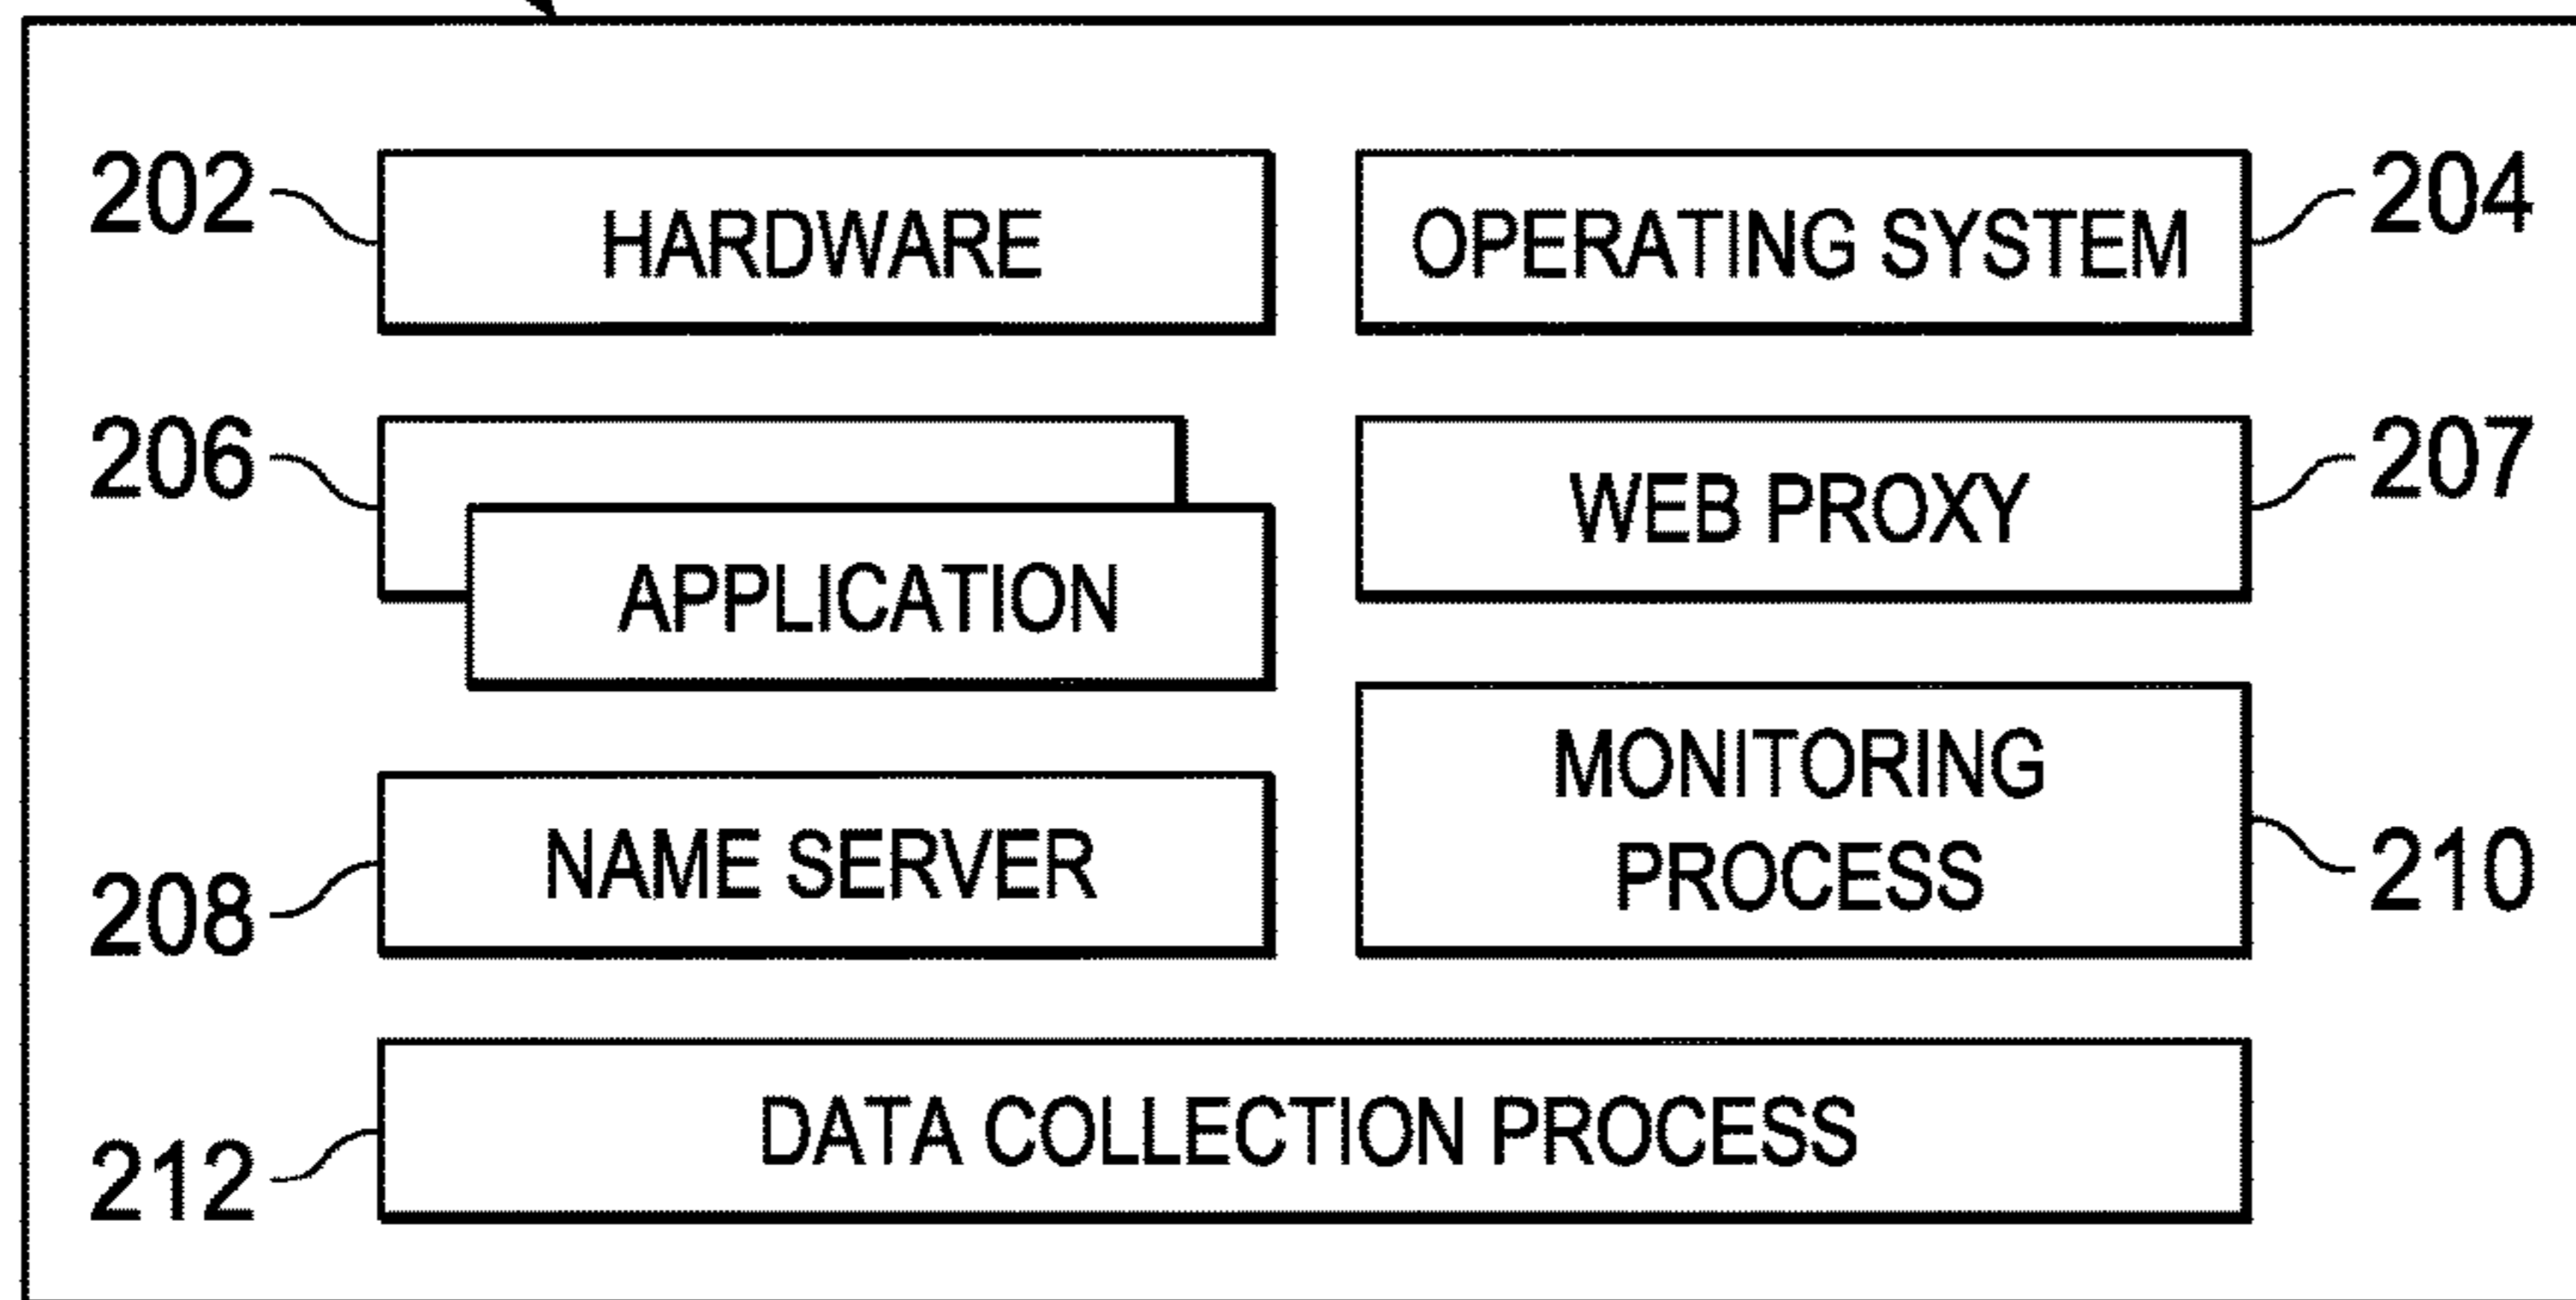 202
HARDWARE
OPERATING SYSTEM
204
206
APPLICATION
WEB PROXY
207
208
NAME SERVER
MONITORING
PROCESS
210
212
DATA COLLECTION PROCESS